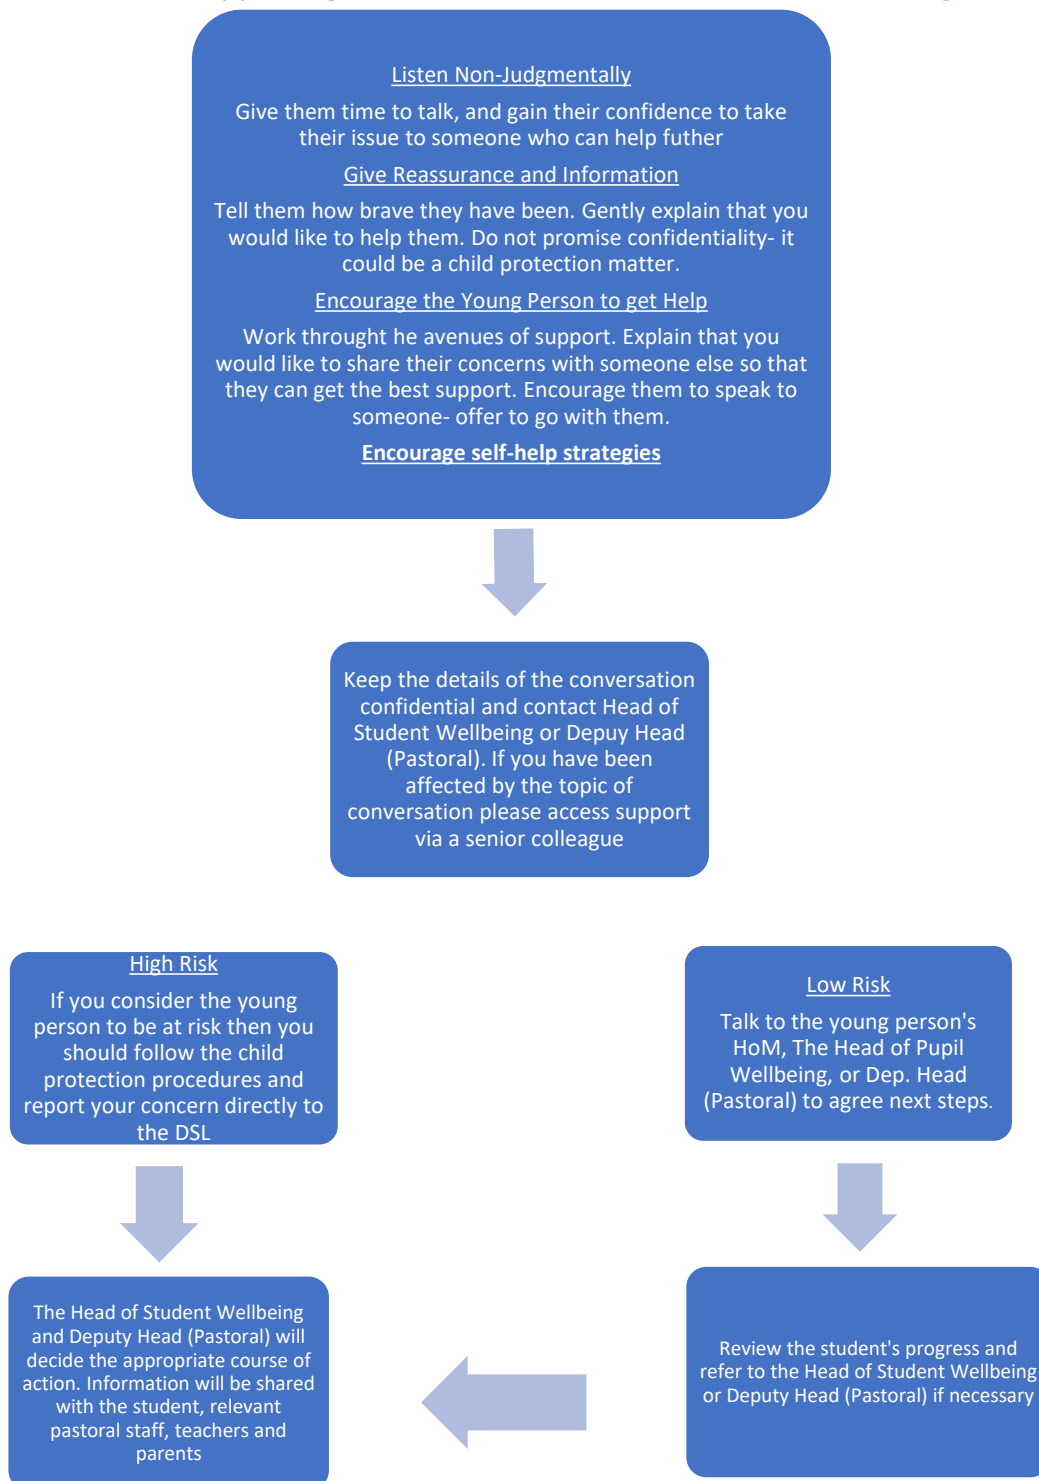 Listen Non-Judgmentally
Give them time to talk, and gain their confidence to take
their issue to someone who can help futher
Give Reassurance and Information
Tell them how brave they have been. Gently explain that you
would like to help them. Do not promise confidentiality- it
could be a child protection matter.
Encourage the Young Person to get Help
Work throught he avenues of support. Explain that you
would like to share their concerns with someone else so that
they can get the best support. Encourage them to speak to
someone- offer to go with them.
Encourage self-help strategies
Keep the details of the conversation
confidential and contact Head of
Student Wellbeing or Depuy Head
(Pastoral). If you have been
affected by the topic of
conversation please access support
via a senior colleague
High Risk
If you consider the young
person to be at risk then you
should follow the child
protection procedures and
report your concern directly to
the DSL
Low Risk
Talk to the young person's
HoM, The Head of Pupil
Wellbeing, or Dep. Head
(Pastoral) to agree next steps.
The Head of Student Wellbeing
and Deputy Head (Pastoral) will
decide the appropriate course of
action. Information will be shared
with the student, relevant
pastoral staff, teachers and
parents
Review the student's progress and
refer to the Head of Student Wellbeing
or Deputy Head (Pastoral) if necessary